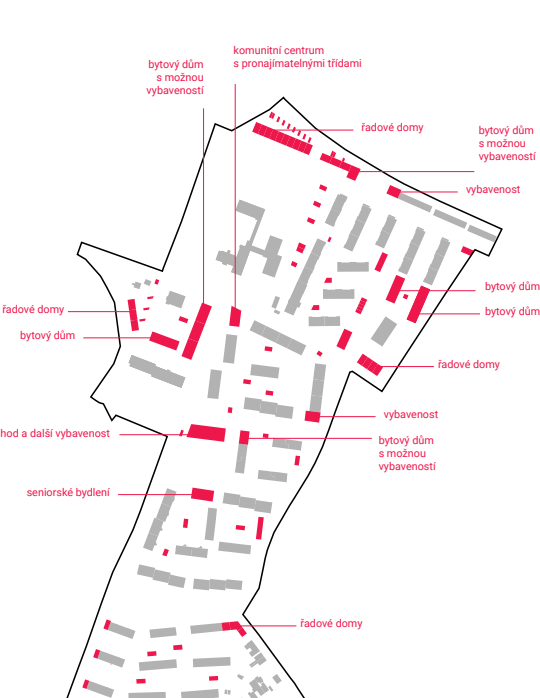 komunitní centrum
s pronajímatelnými třídami
bytový dům
s možnou
vybaveností
řadové domy
bytový dům
s možnou
vybaveností
vybavenost
bytový dům
bytový dům
řadové domy
bytový dům
řadové domy
vybavenost
hod a další vybavenost
bytový dům
s možnou
vybaveností
seniorské bydlení
řadové domy